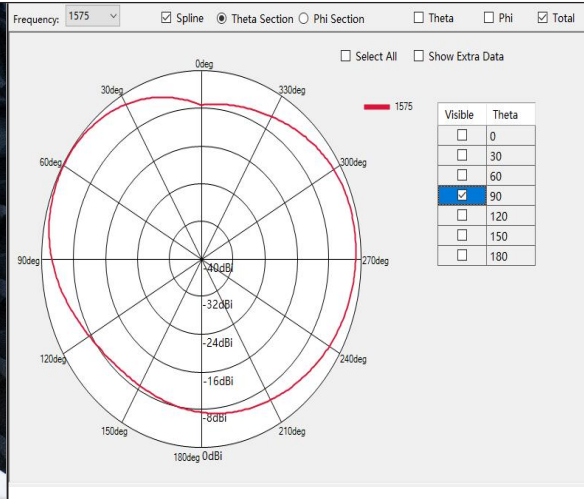 Frequency: 1575 Spline Theta Section Phi Section Theta Phi Total
Select All Show Extra Data
0deg
30deg 330deg
1575
Visible Theta
0
30
60
90
120
150
180
60deg 300deg
90deg 270deg
-40dBi
-32dBi
-24dBi
-16dBi
-8dBi
120deg 240deg
150deg 210deg
180deg 0dBi